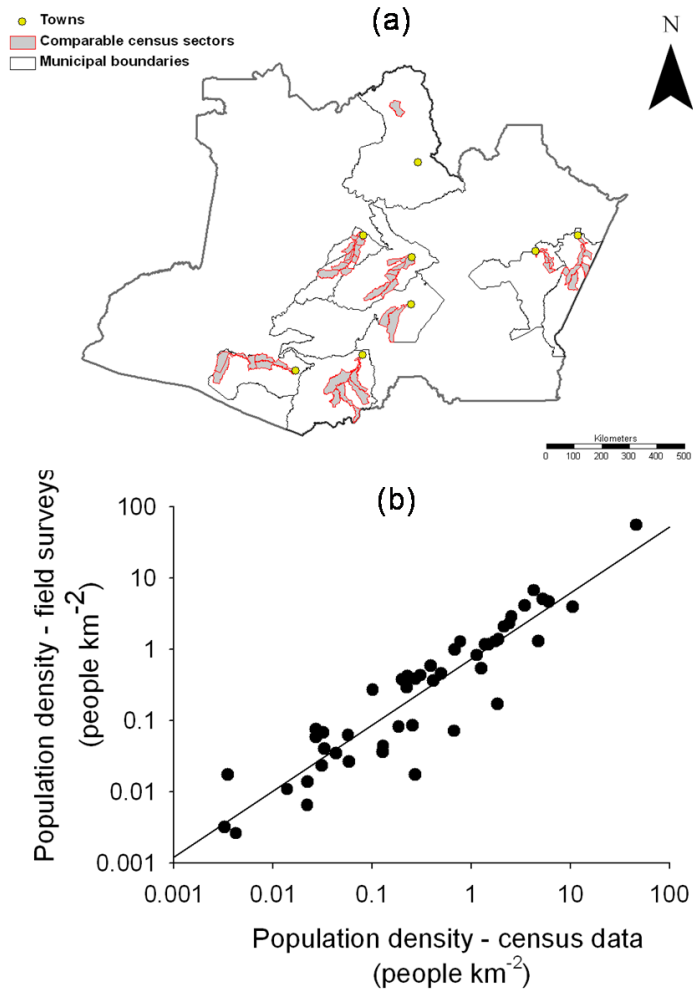 (a)
Towns
Comparable census sectors
Municipal boundaries
N
Kilometers
0 100 200 300 400 500
(b)
Population density - field surveys
(people km-2)
100
10
1
0.1
0.01
0.001
0.001 0.01 0.1 1 10 100
Population density - census data
(people km-2)